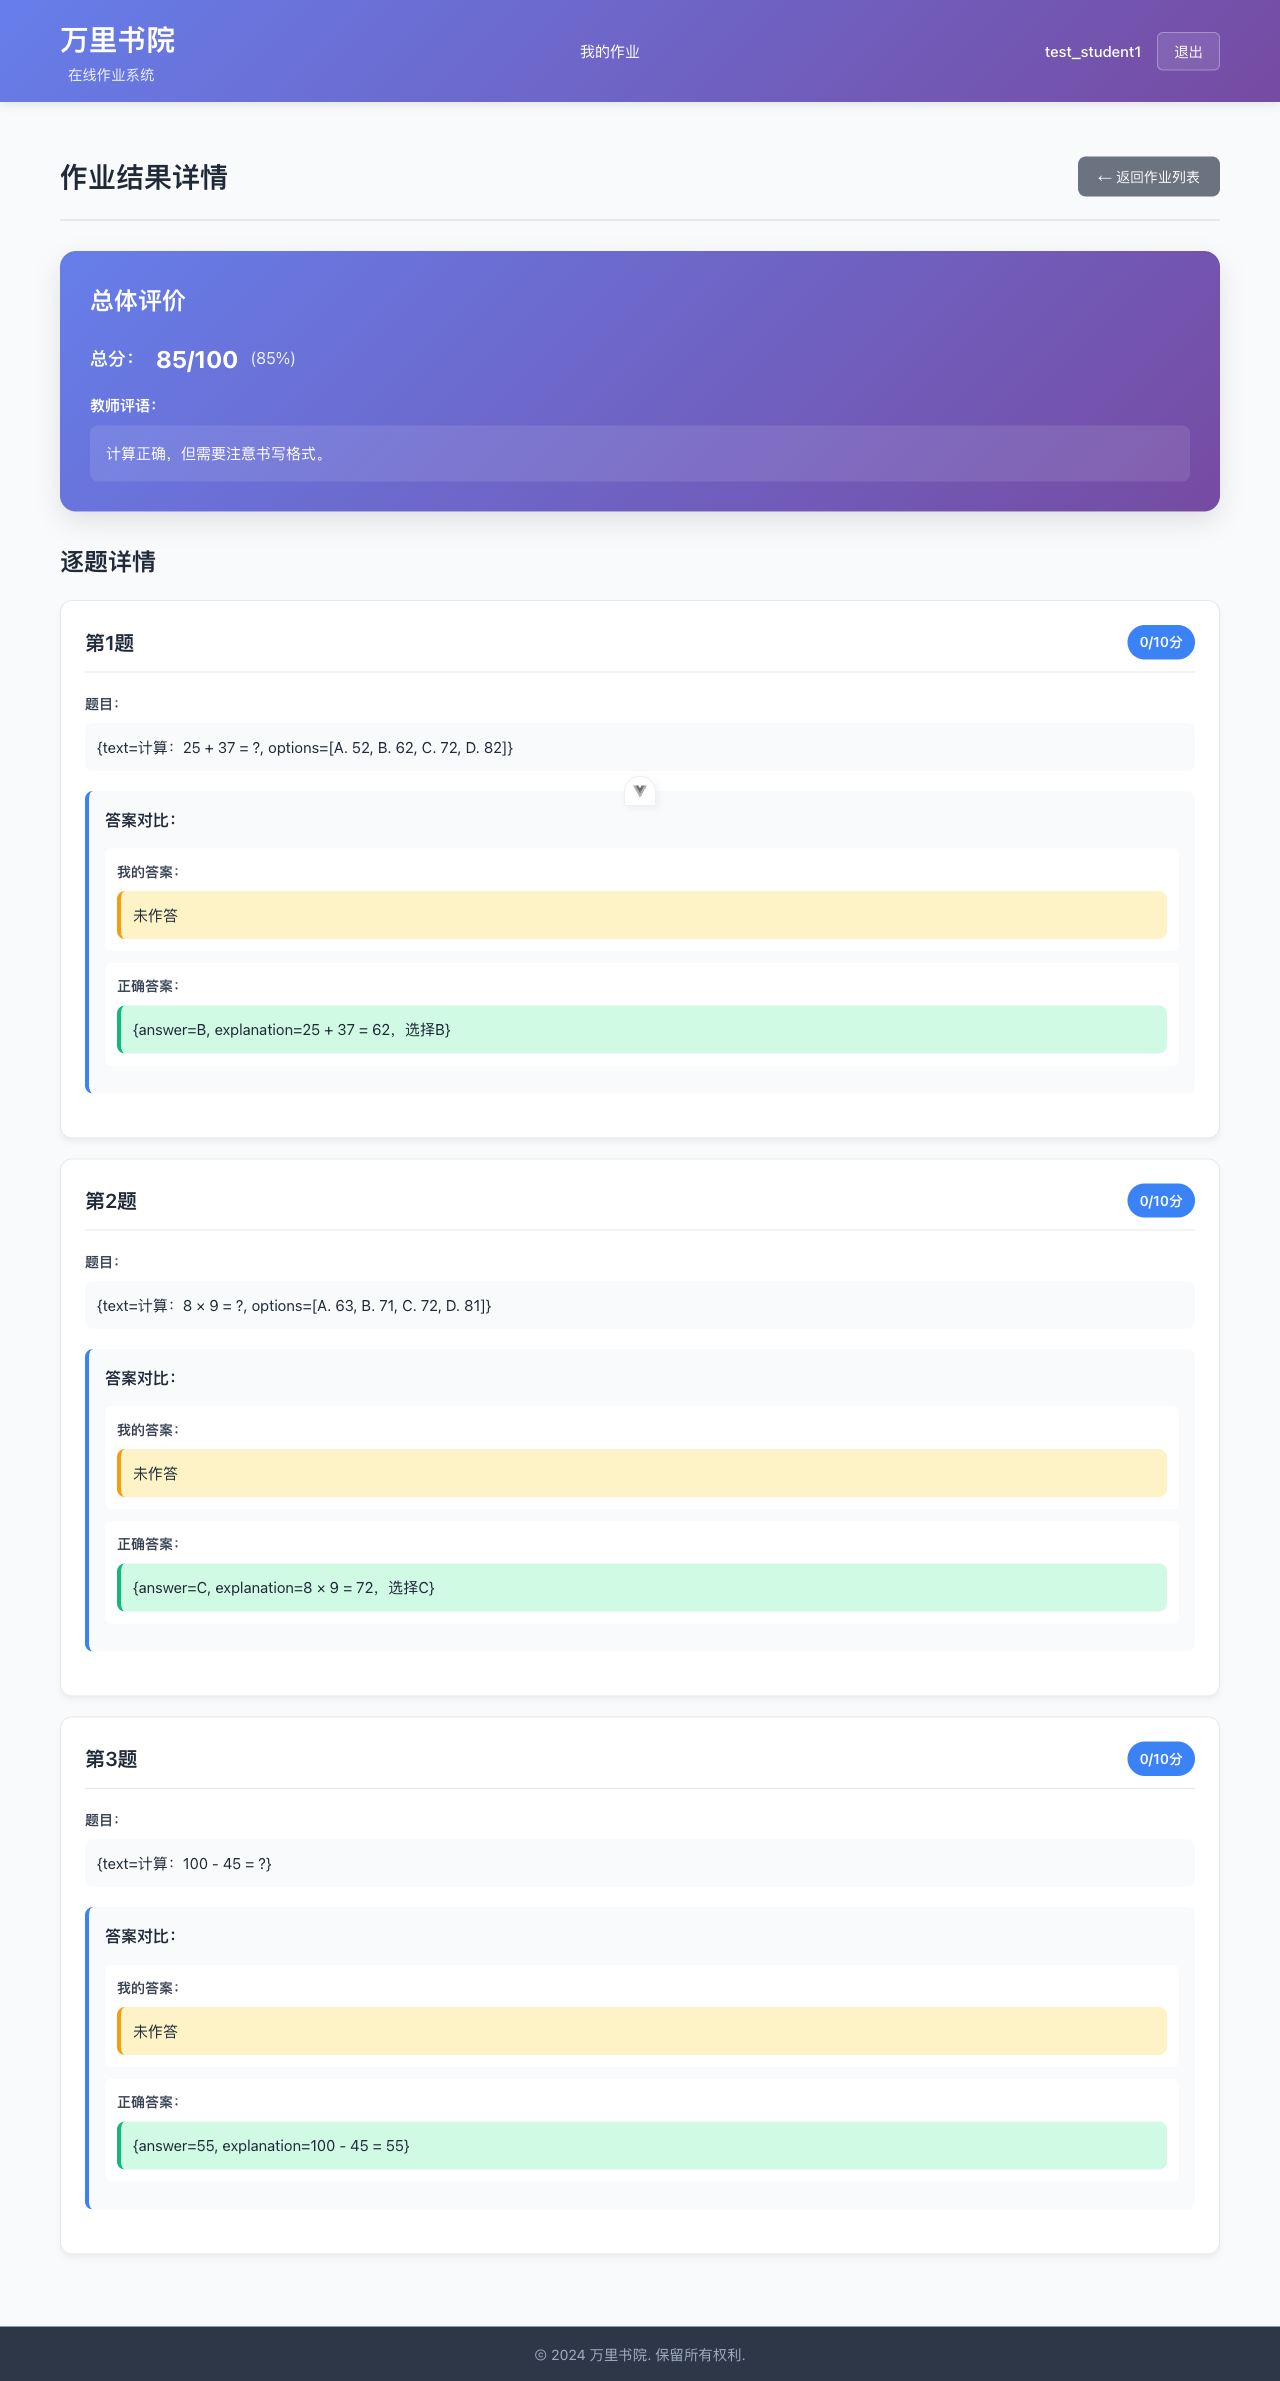 万里书院
在线作业系统
我的作业
test_student1
退出
作业结果详情
← 返回作业列表
总体评价
总分： 85/100 (85%)
教师评语：
计算正确，但需要注意书写格式。
逐题详情
第1题
0/10分
题目：
{text=计算：25 + 37 = ?, options=[A. 52, B. 62, C. 72, D. 82]}
答案对比：
我的答案：
未作答
正确答案：
{answer=B, explanation=25 + 37 = 62，选择B}
第2题
0/10分
题目：
{text=计算：8 × 9 = ?, options=[A. 63, B. 71, C. 72, D. 81]}
答案对比：
我的答案：
未作答
正确答案：
{answer=C, explanation=8 × 9 = 72，选择C}
第3题
0/10分
题目：
{text=计算：100 - 45 = ?}
答案对比：
我的答案：
未作答
正确答案：
{answer=55, explanation=100 - 45 = 55}
© 2024 万里书院. 保留所有权利.